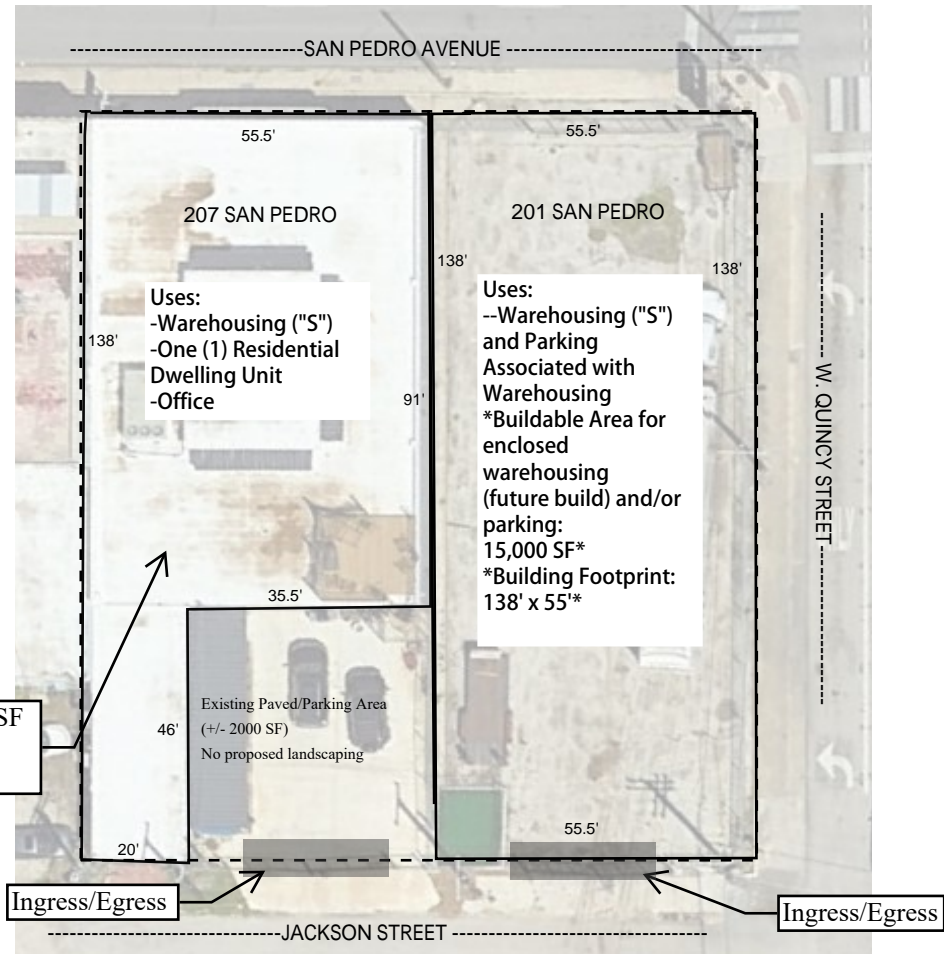 SAN PEDRO AVENUE
55.5'
55.5'
207 SAN PEDRO
201 SAN PEDRO
138'
138'
138'
91'
Uses:
-Warehousing ("S")
-One (1) Residential
Dwelling Unit
-Office
Uses:
--Warehousing ("S")
and Parking
Associated with
Warehousing
*Buildable Area for
enclosed
warehousing
(future build) and/or
parking:
15,000 SF*
*Building Footprint:
138' x 55'*
W. QUINCY STREET
35.5'
SF
46'
Existing Paved/Parking Area
(+/- 2000 SF)
No proposed landscaping
20'
55.5'
Ingress/Egress
Ingress/Egress
JACKSON STREET